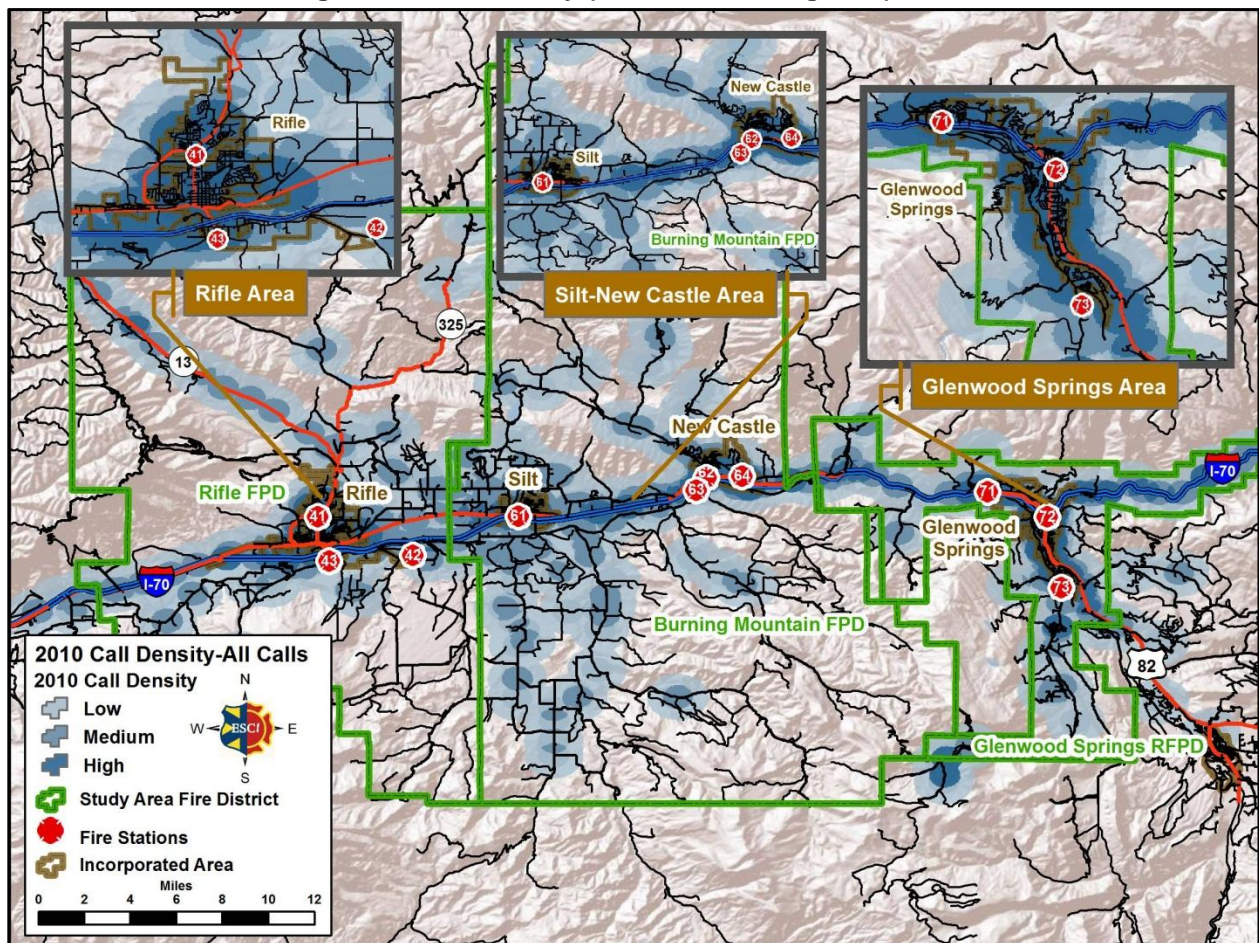 Rifle
41
43
42
Rifle Area
New Castle
62
64
63
Silt
61
Burning Mountain FPD
Silt-New Castle Area
71
72
Glenwood
Springs
73
Glenwood Springs Area
325
13
New Castle
Rifle FPD
Rifle
Silt
62
64
63
41
61
43
42
71
72
Glenwood
Springs
73
I-70
I-70
Burning Mountain FPD
82
Glenwood Springs RFPD
2010 Call Density-All Calls
2010 Call Density
Low
Medium
High
N
W
ESCI
E
S
Study Area Fire District
Fire Stations
Incorporated Area
Miles
0 2 4 6 8 10 12